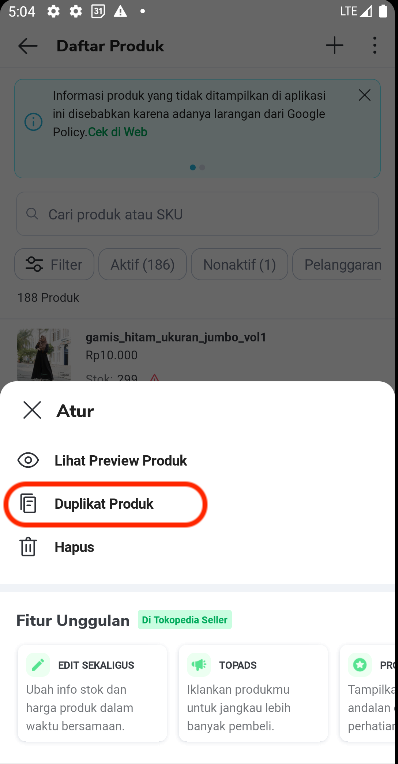 5:04
31
LTE
Daftar Produk
Informasi produk yang tidak ditampilkan di aplikasi
ini disebabkan karena adanya larangan dari Google
Policy.Cek di Web
Cari produk atau SKU
Filter
Aktif (186)
Nonaktif (1)
Pelanggaran
188 Produk
gamis_hitam_ukuran_jumbo_vol1
Rp10.000
Stok: 299
Atur
Lihat Preview Produk
Duplikat Produk
Hapus
Fitur Unggulan
Di Tokopedia Seller
EDIT SEKALIGUS
Ubah info stok dan
harga produk dalam
waktu bersamaan.
TOPADS
Iklankan produkmu
untuk jangkau lebih
banyak pembeli.
PRO
Tampilka
andalan
perhatian